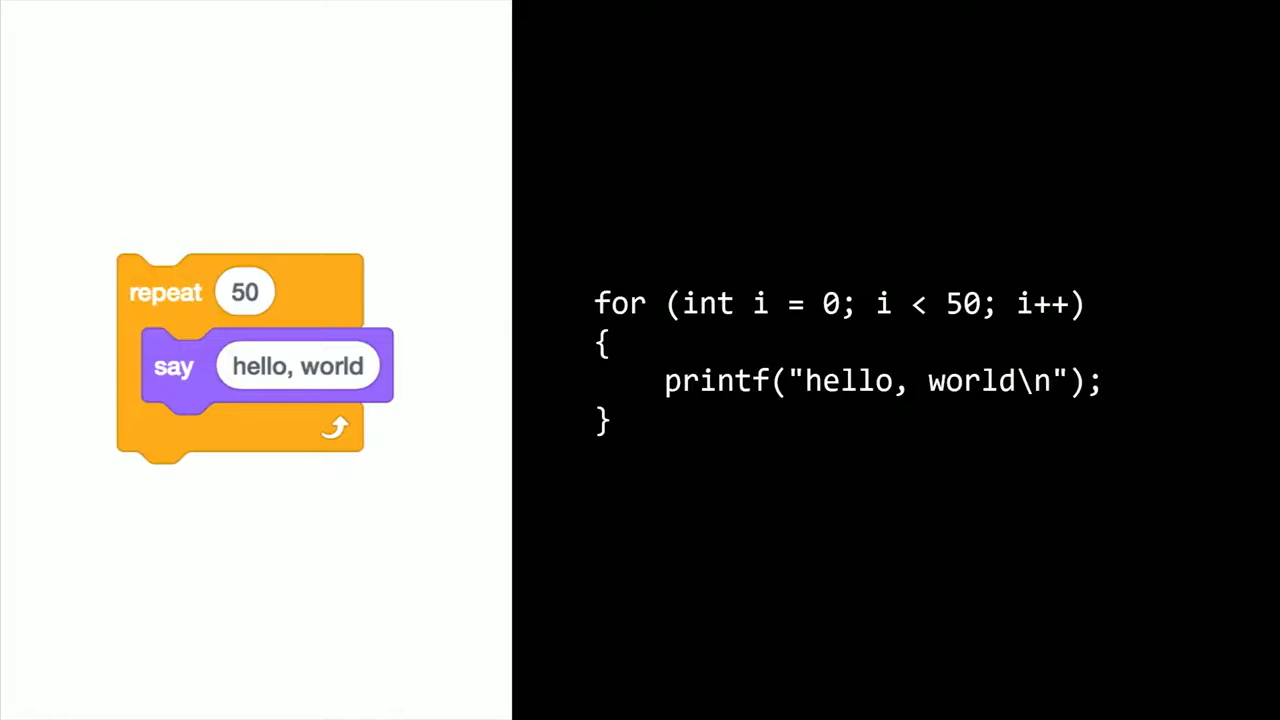 repeat 50
say hello, world
for (int i = 0; i < 50; i++)
{
    printf("hello, world\n");
}